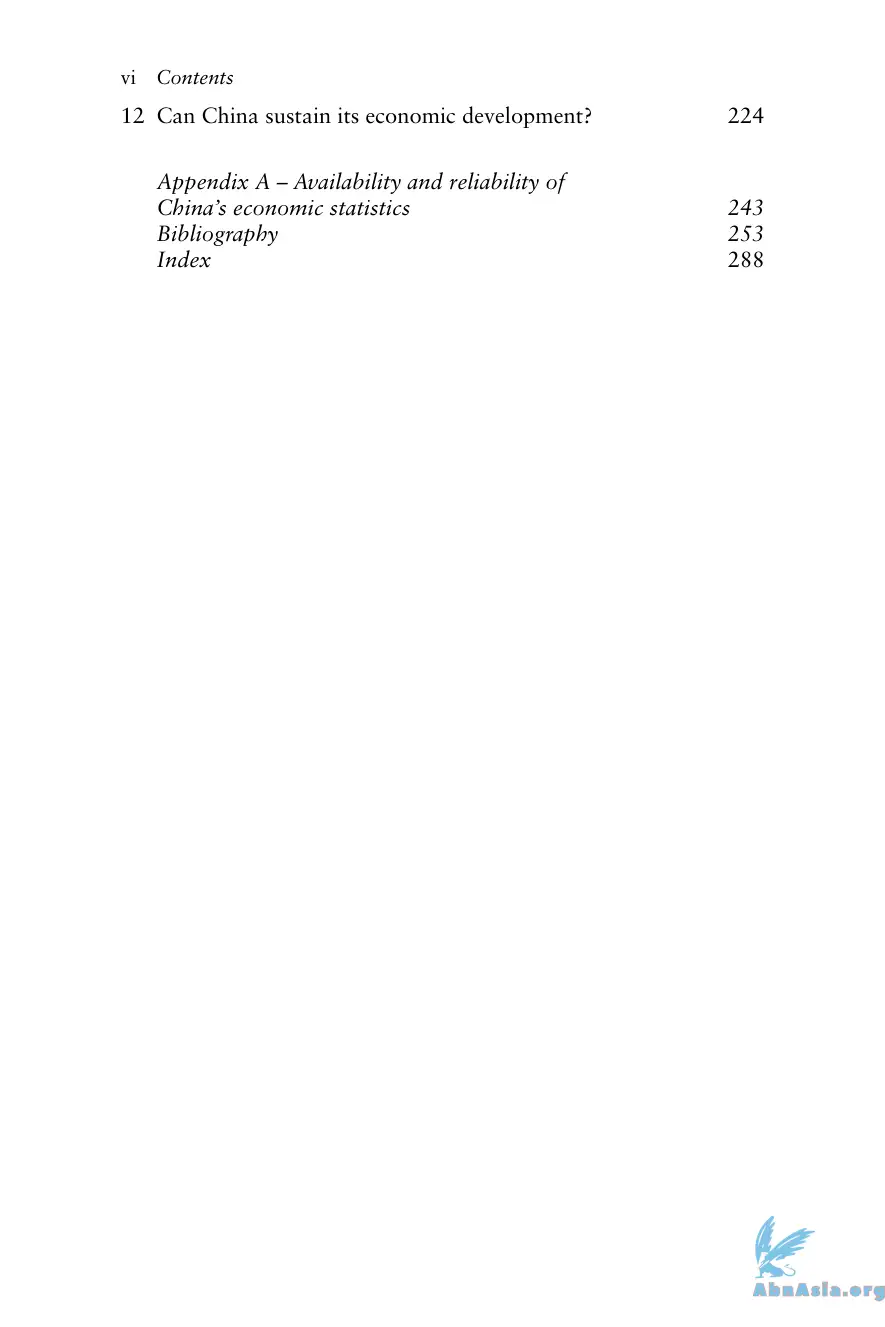 vi Contents
12 Can China sustain its economic development? 224
Appendix A – Availability and reliability of
China's economic statistics 243
Bibliography 253
Index 288
AbnAsia.org